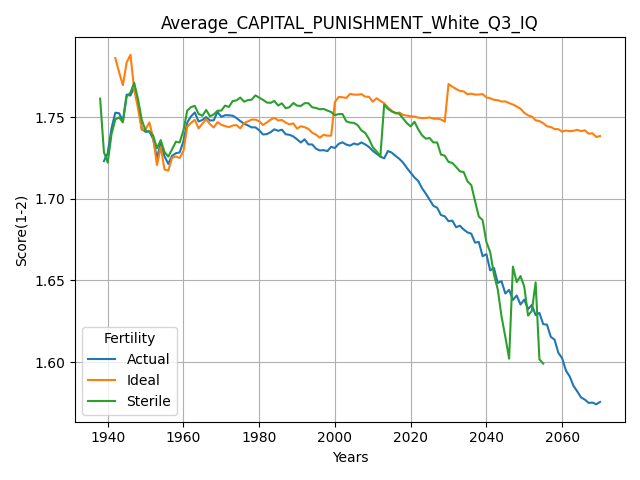 Average_CAPITAL_PUNISHMENT_White_Q3_IQ
Score(1-2)
1.75
1.70
1.65
1.60
Fertility
Actual
Ideal
Sterile
1940
1960
1980
2000
2020
2040
2060
Years